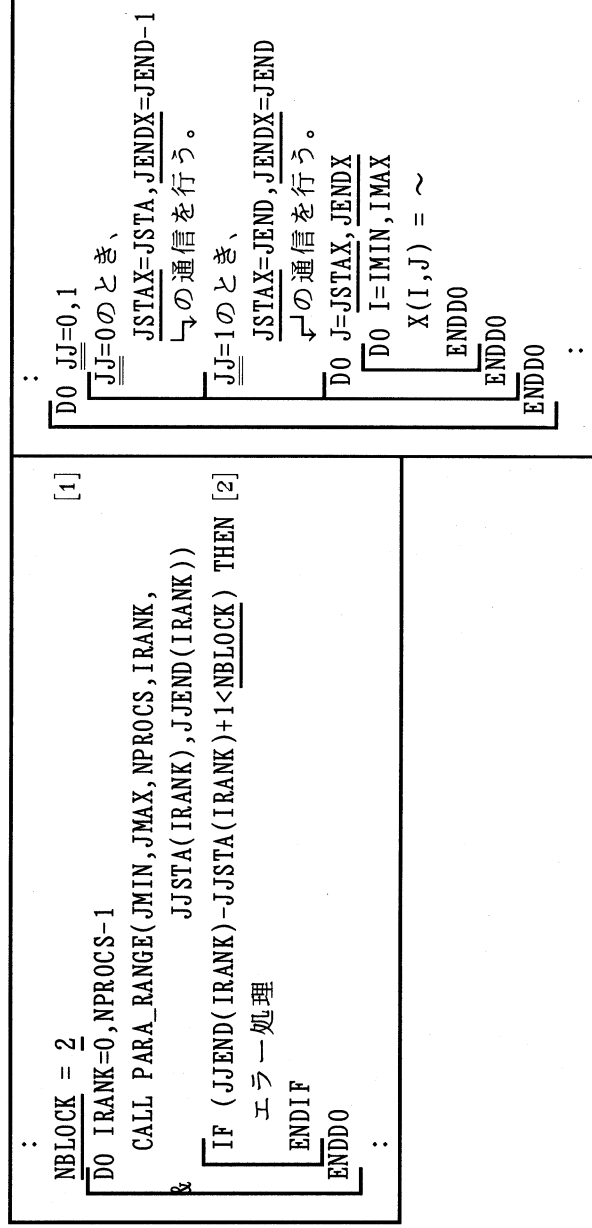 :
NBLOCK = 2 [1]
DO IRANK=0,NPROCS-1
CALL PARA_RANGE(JMIN,JMAX,NPROCS,IRANK,
& JJSTA(IRANK),JJEND(IRANK))
IF (JJEND(IRANK)-JJSTA(IRANK)+1<NBLOCK) THEN [2]
エラー処理
ENDIF
ENDDO
:
:
DO JJ=0,1
JJ=0のとき、
JSTAX=JSTA,JENDX=JEND-1
の通信を行う。
JJ=1のとき、
JSTAX=JEND,JENDX=JEND
の通信を行う。
DO J=JSTAX,JENDX
DO I=IMIN,IMAX
X(I,J) = ～
ENDDO
ENDDO
ENDDO
: